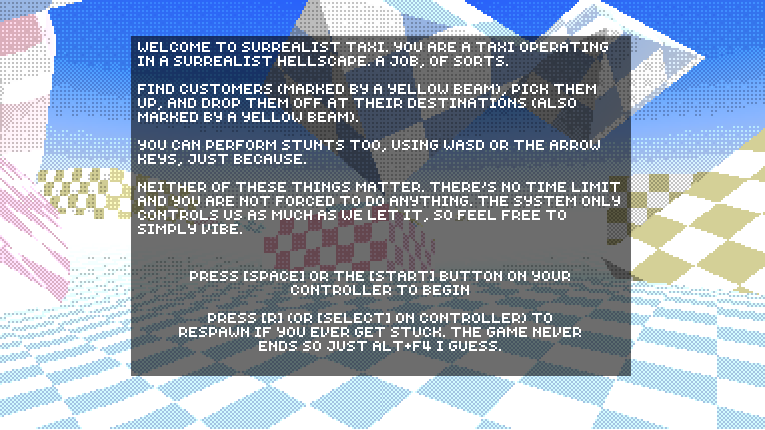 WELCOME TO SURREALIST TAXI. YOU ARE A TAXI OPERATING
IN A SURREALIST HELLSCAPE. A JOB, OF SORTS.
FIND CUSTOMERS (MARKED BY A YELLOW BEAM), PICK THEM
UP, AND DROP THEM OFF AT THEIR DESTINATIONS (ALSO
MARKED BY A YELLOW BEAM).
YOU CAN PERFORM STUNTS TOO, USING WASD OR THE ARROW
KEYS, JUST BECAUSE.
NEITHER OF THESE THINGS MATTER. THERE'S NO TIME LIMIT
AND YOU ARE NOT FORCED TO DO ANYTHING. THE SYSTEM ONLY
CONTROLS US AS MUCH AS WE LET IT, SO FEEL FREE TO
SIMPLY VIBE.
PRESS [SPACE] OR THE [START] BUTTON ON YOUR
CONTROLLER TO BEGIN
PRESS [R] (OR [SELECT] ON CONTROLLER) TO
RESPAWN IF YOU EVER GET STUCK. THE GAME NEVER
ENDS SO JUST ALT+F4 I GUESS.